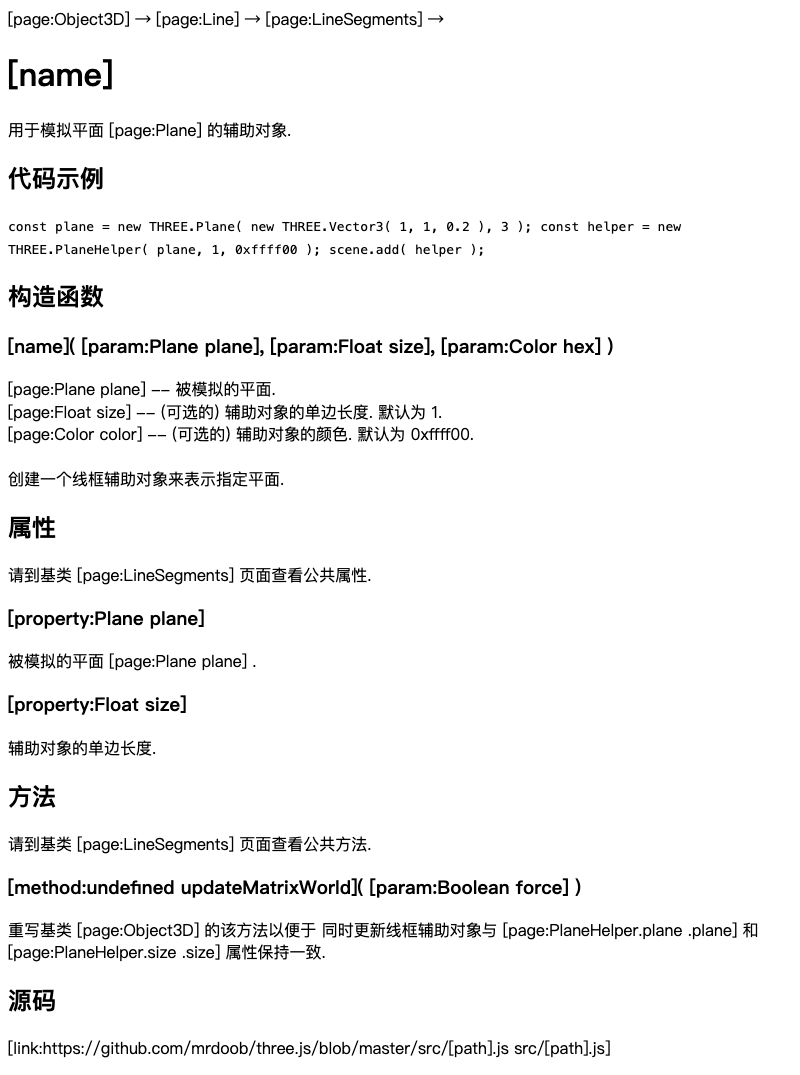 [page:Object3D] → [page:Line] → [page:LineSegments] →
[name]
用于模拟平面 [page:Plane] 的辅助对象.
代码示例
const plane = new THREE.Plane( new THREE.Vector3( 1, 1, 0.2 ), 3 ); const helper = new
THREE.PlaneHelper( plane, 1, 0xffff00 ); scene.add( helper );
构造函数
[name]( [param:Plane plane], [param:Float size], [param:Color hex] )
[page:Plane plane] -- 被模拟的平面.
[page:Float size] -- (可选的) 辅助对象的单边长度. 默认为 1.
[page:Color color] -- (可选的) 辅助对象的颜色. 默认为 0xffff00.
创建一个线框辅助对象来表示指定平面.
属性
请到基类 [page:LineSegments] 页面查看公共属性.
[property:Plane plane]
被模拟的平面 [page:Plane plane] .
[property:Float size]
辅助对象的单边长度.
方法
请到基类 [page:LineSegments] 页面查看公共方法.
[method:undefined updateMatrixWorld]( [param:Boolean force] )
重写基类 [page:Object3D] 的该方法以便于 同时更新线框辅助对象与 [page:PlaneHelper.plane .plane] 和
[page:PlaneHelper.size .size] 属性保持一致.
源码
[link:https://github.com/mrdoob/three.js/blob/master/src/[path].js src/[path].js]